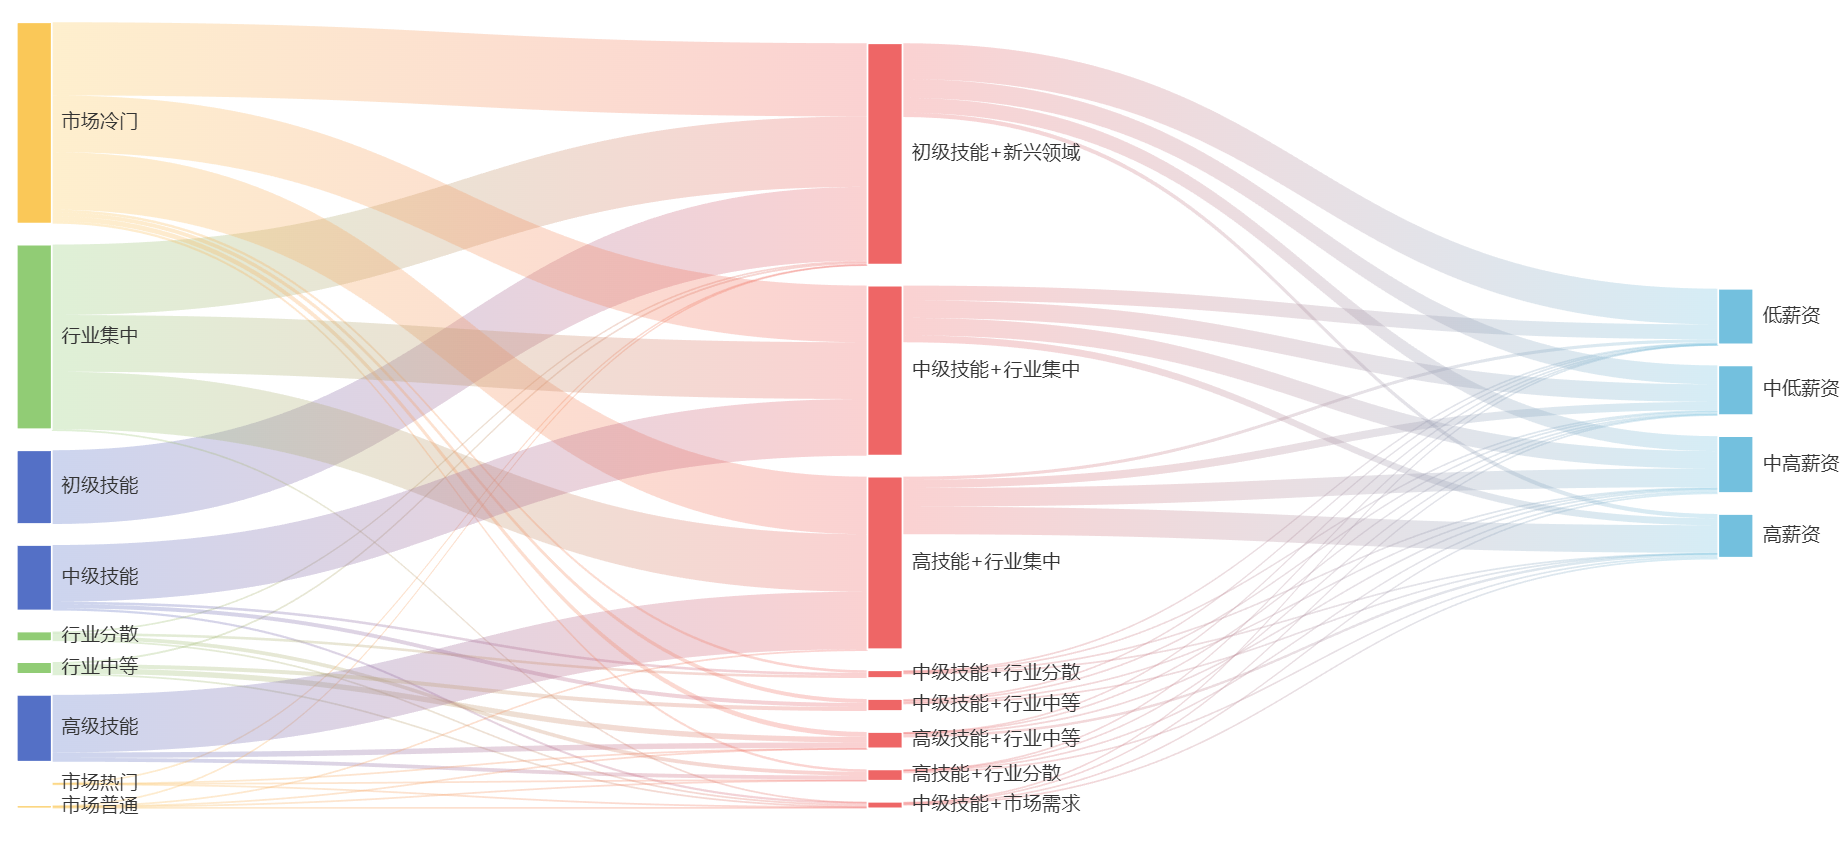 市场冷门
行业集中
初级技能
中级技能
行业分散
行业中等
高级技能
市场热门
市场普通
初级技能+新兴领域
中级技能+行业集中
高技能+行业集中
中级技能+行业分散
中级技能+行业中等
高级技能+行业中等
高技能+行业分散
中级技能+市场需求
低薪资
中低薪资
中高薪资
高薪资